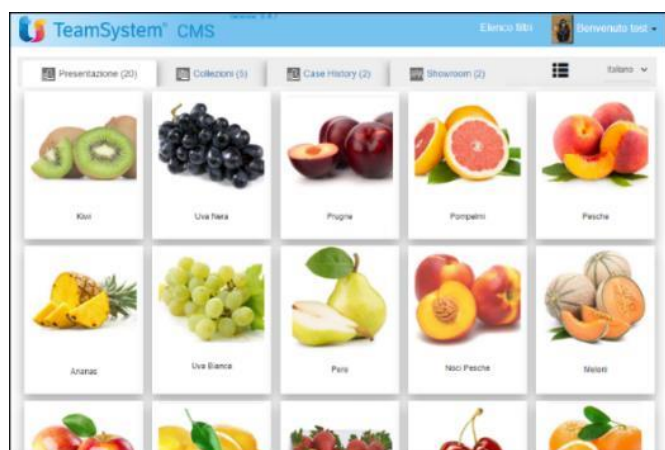 TeamSystem® CMS
Elenco filtri
Benvenuto test
Presentazione (20)
Collezioni (5)
Case History (2)
Showroom (2)
Italiano
Kiwi
Uva Nera
Prugne
Pompelmi
Pesche
Ananas
Uva Bianca
Pere
Noci Pesche
Meloni